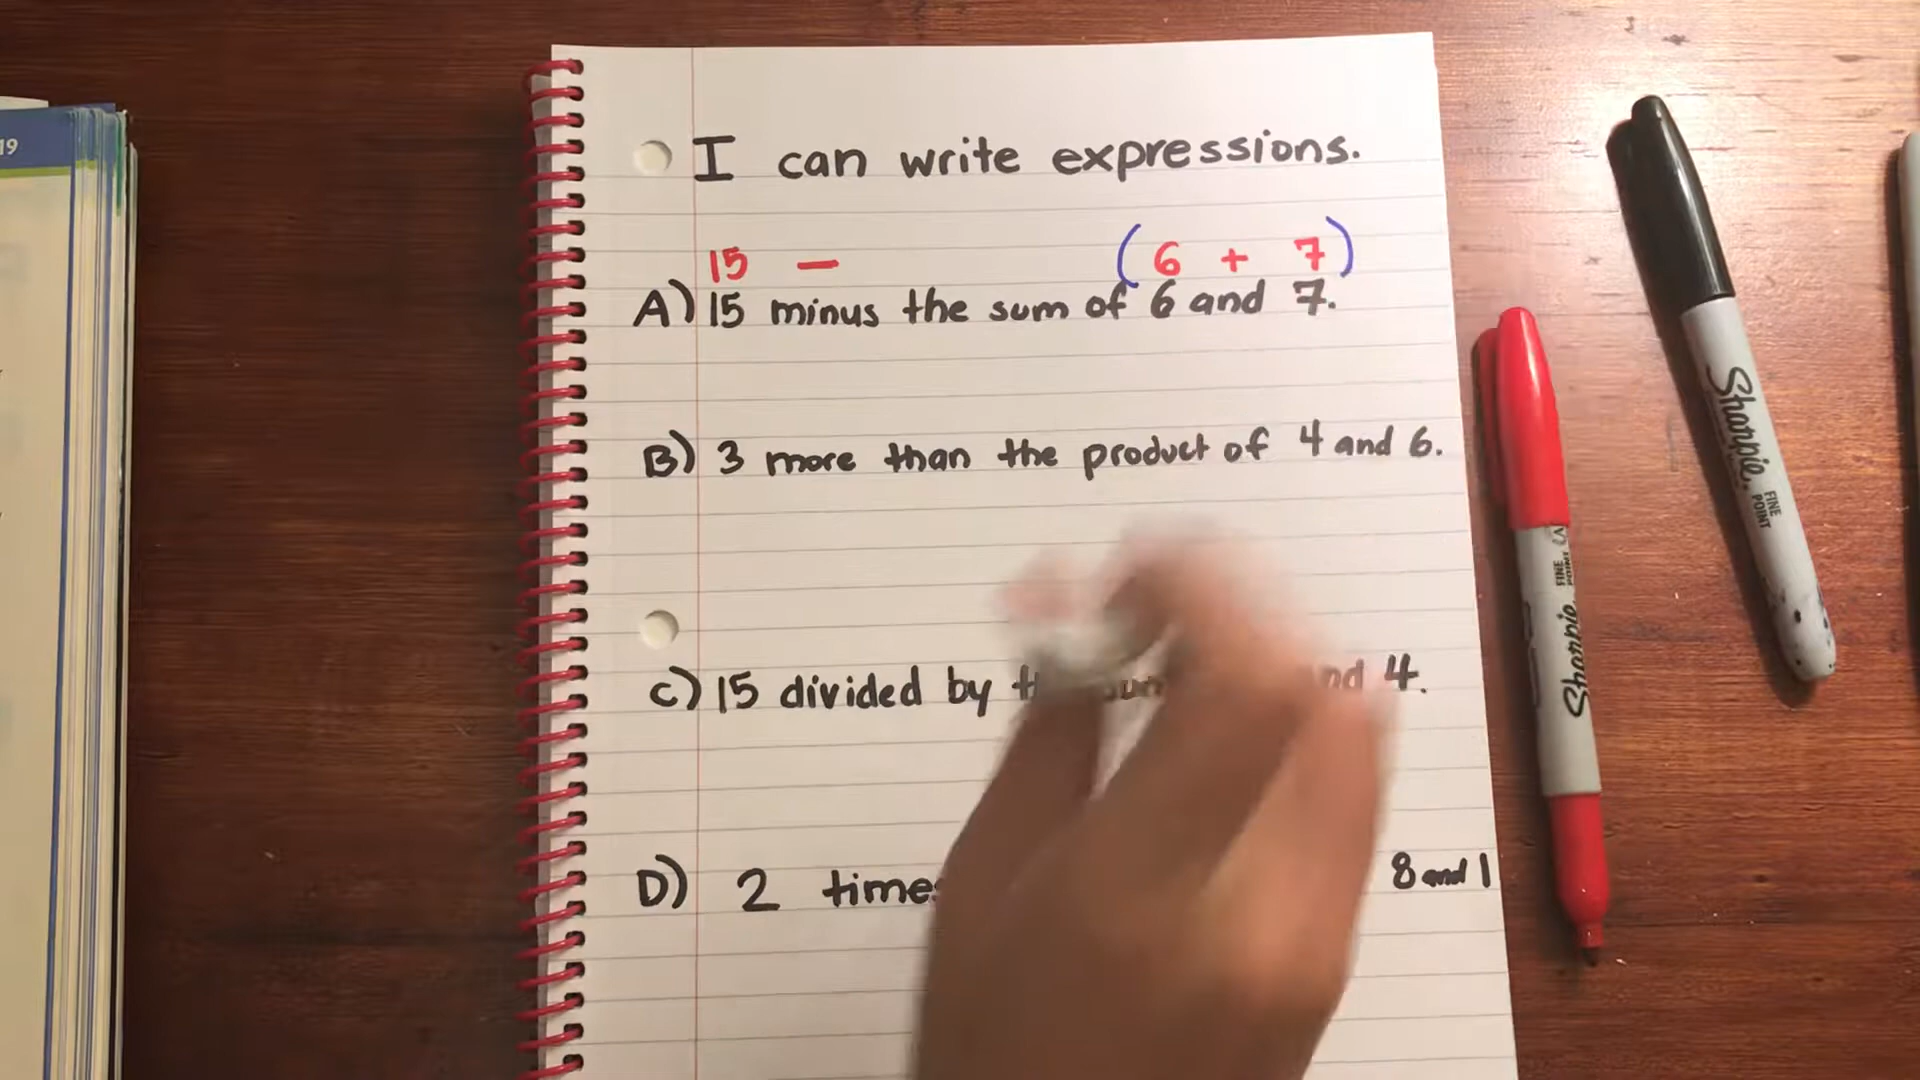 19
I can write expressions.
15 − (6 + 7)
A) 15 minus the sum of 6 and 7.
B) 3 more than the product of 4 and 6.
C) 15 divided by and 4.
D) 2 times 8 and 1
Sharpie.
FINE POINT
Sharpie.
FINE POINT